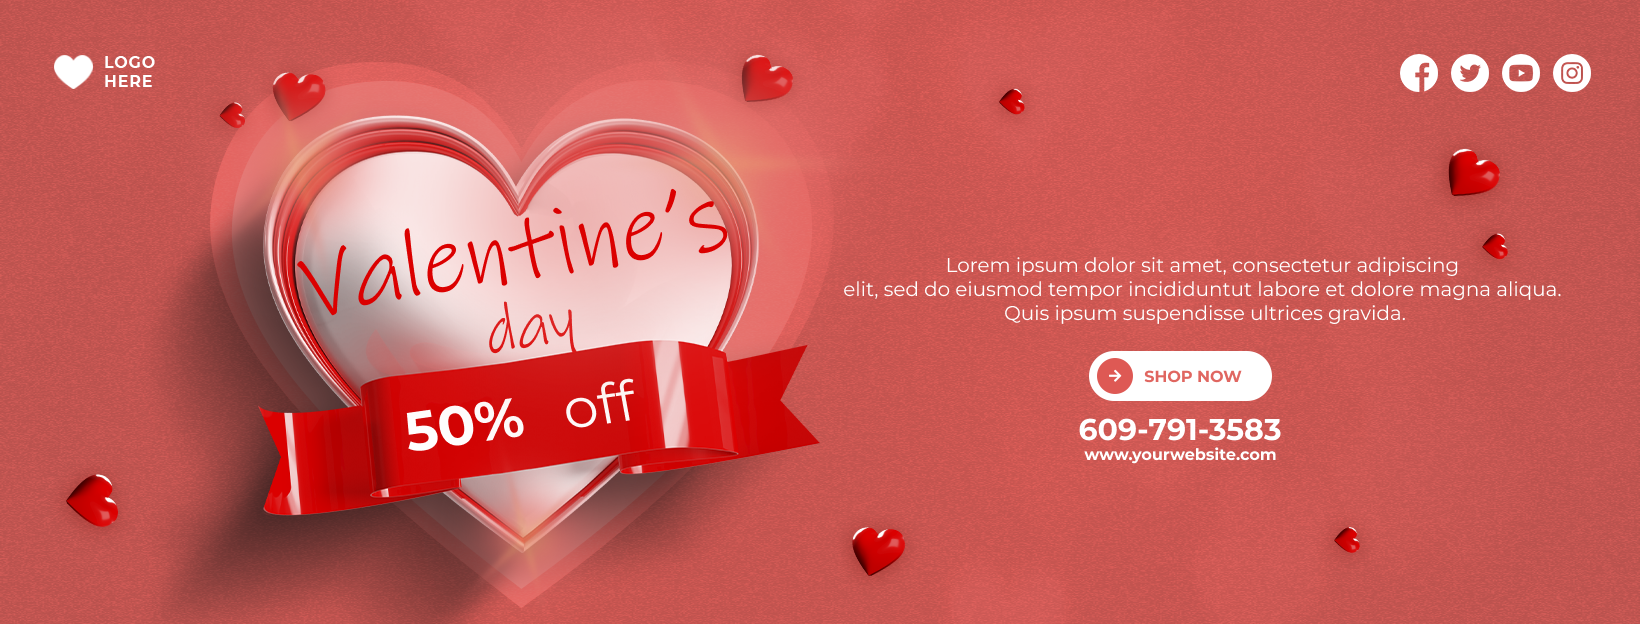 LOGO
HERE
Valentine's
day
50% off
Lorem ipsum dolor sit amet, consectetur adipiscing
elit, sed do eiusmod tempor incididuntut labore et dolore magna aliqua.
Quis ipsum suspendisse ultrices gravida.
SHOP NOW
609-791-3583
www.yourwebsite.com